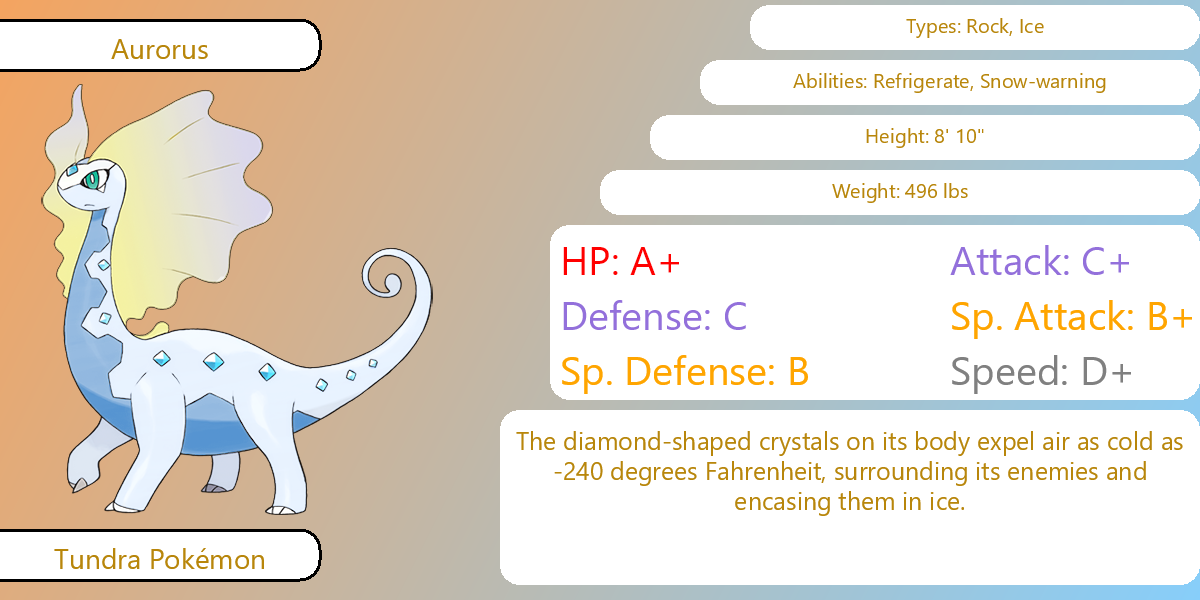 Aurorus
Types: Rock, Ice
Abilities: Refrigerate, Snow-warning
Height: 8' 10"
Weight: 496 lbs
HP: A+ Attack: C+
Defense: C Sp. Attack: B+
Sp. Defense: B Speed: D+
The diamond-shaped crystals on its body expel air as cold as
-240 degrees Fahrenheit, surrounding its enemies and
encasing them in ice.
Tundra Pokémon